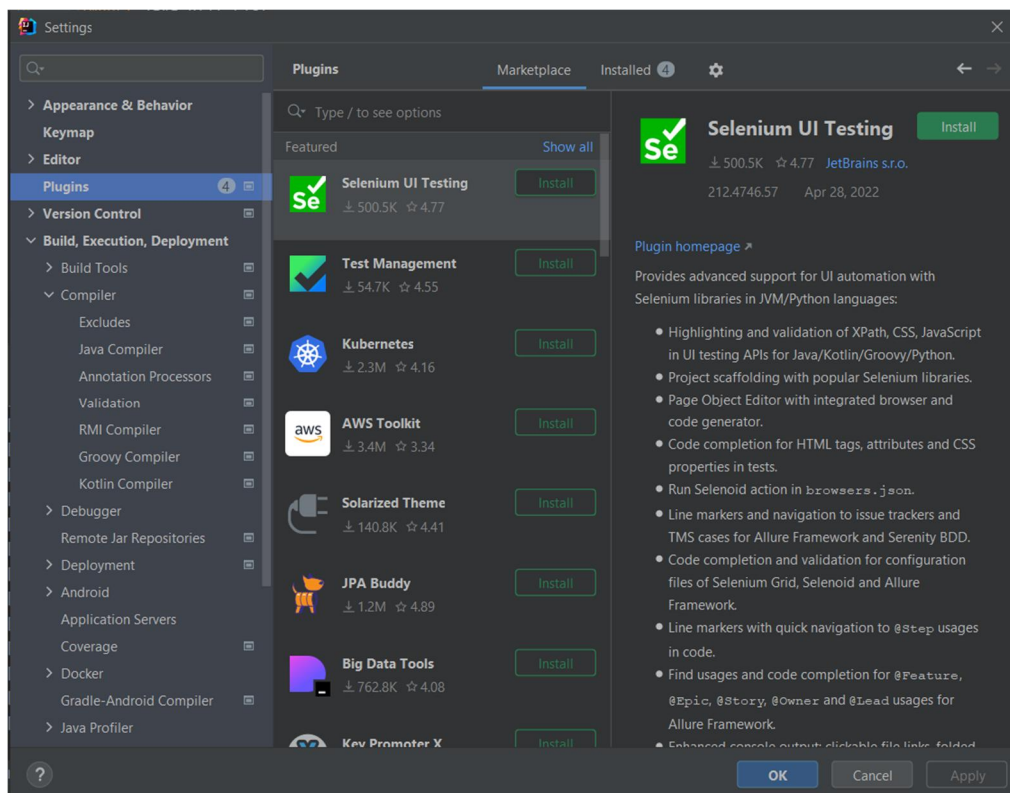 Settings
Appearance & Behavior
Keymap
Editor
Plugins 4
Version Control
Build, Execution, Deployment
Build Tools
Compiler
Excludes
Java Compiler
Annotation Processors
Validation
RMI Compiler
Groovy Compiler
Kotlin Compiler
Debugger
Remote Jar Repositories
Deployment
Android
Application Servers
Coverage
Docker
Gradle-Android Compiler
Java Profiler
Plugins Marketplace Installed 4
Type / to see options
Featured Show all
Se
Selenium UI Testing Install
500.5K 4.77
Test Management Install
54.7K 4.55
Kubernetes Install
2.3M 4.16
aws
AWS Toolkit Install
3.4M 3.34
Solarized Theme Install
140.8K 4.41
JPA Buddy Install
1.2M 4.89
Big Data Tools Install
762.8K 4.08
Key Promoter X Install
Se
Selenium UI Testing Install
500.5K 4.77 JetBrains s.r.o.
212.4746.57 Apr 28, 2022
Plugin homepage ↗
Provides advanced support for UI automation with
Selenium libraries in JVM/Python languages:
● Highlighting and validation of XPath, CSS, JavaScript
in UI testing APIs for Java/Kotlin/Groovy/Python.
● Project scaffolding with popular Selenium libraries.
● Page Object Editor with integrated browser and
code generator.
● Code completion for HTML tags, attributes and CSS
properties in tests.
● Run Selenoid action in browsers.json.
● Line markers and navigation to issue trackers and
TMS cases for Allure Framework and Serenity BDD.
● Code completion and validation for configuration
files of Selenium Grid, Selenoid and Allure
Framework.
● Line markers with quick navigation to @Step usages
in code.
● Find usages and code completion for @Feature,
@Epic, @Story, @Owner and @Lead usages for
Allure Framework.
● Enhanced console output: clickable file links, folded
? OK Cancel Apply